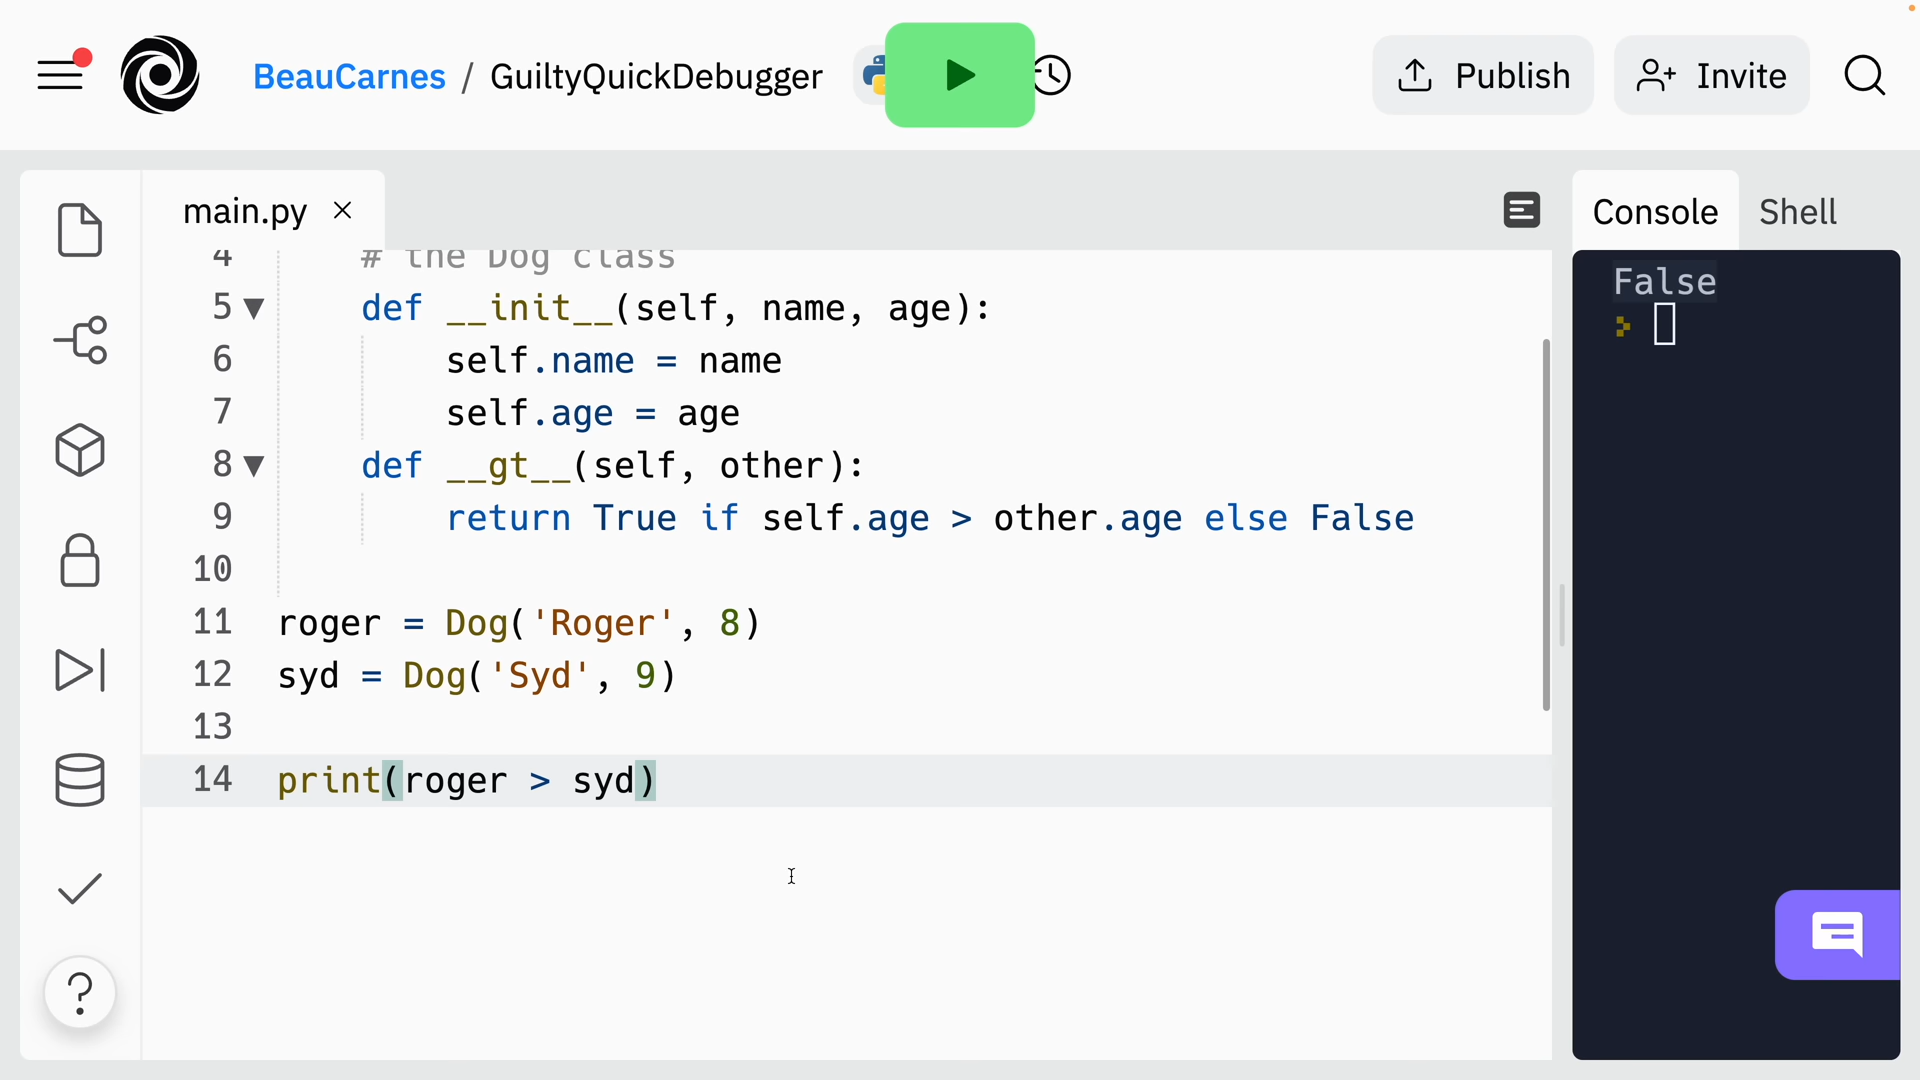 BeauCarnes / GuiltyQuickDebugger
Publish
Invite
main.py
Console
Shell
4 # the Dog class
5 def __init__(self, name, age):
6 self.name = name
7 self.age = age
8 def __gt__(self, other):
9 return True if self.age > other.age else False
10
11 roger = Dog('Roger', 8)
12 syd = Dog('Syd', 9)
13
14 print(roger > syd)
False